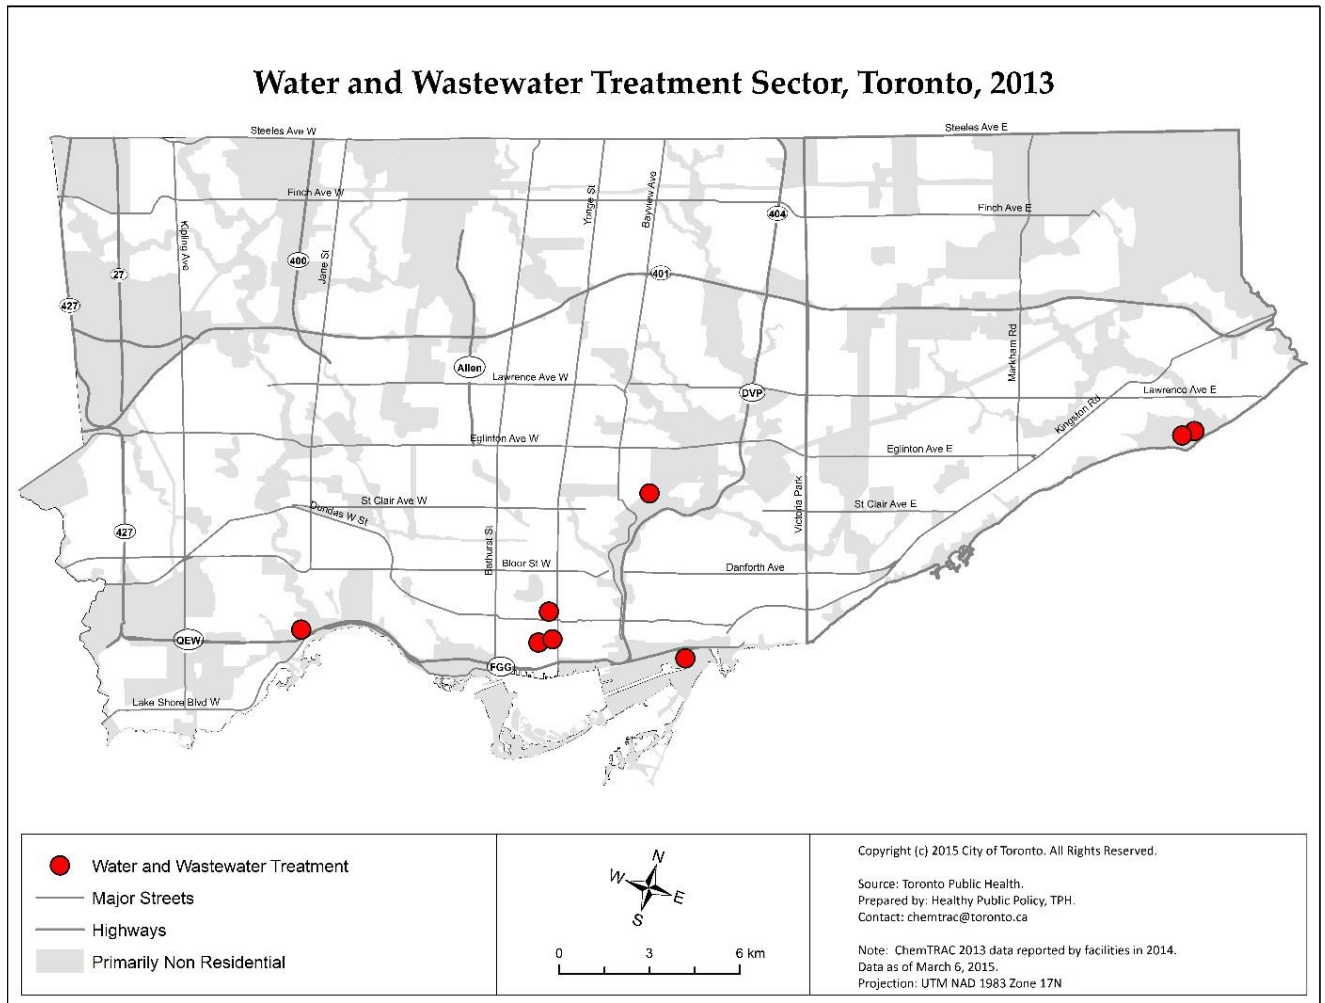 Water and Wastewater Treatment Sector, Toronto, 2013
Steeles Ave W
Steeles Ave E
Finch Ave W
Finch Ave E
Kipling Ave
Jane St
Yonge St
Bayview Ave
404
400
401
27
427
Allen
Lawrence Ave W
DVP
Markham Rd
Lawrence Ave E
Kingston Rd
Eglinton Ave W
Eglinton Ave E
St Clair Ave W
Dundas W St
St Clair Ave E
Victoria Park
427
Bathurst St
Bloor St W
Danforth Ave
QEW
FGG
Lake Shore Blvd W
Water and Wastewater Treatment
Major Streets
Highways
Primarily Non Residential
N
W
E
S
0 3 6 km
Copyright (c) 2015 City of Toronto. All Rights Reserved.
Source: Toronto Public Health.
Prepared by: Healthy Public Policy, TPH.
Contact: chemtrac@toronto.ca
Note: ChemTRAC 2013 data reported by facilities in 2014.
Data as of March 6, 2015.
Projection: UTM NAD 1983 Zone 17N